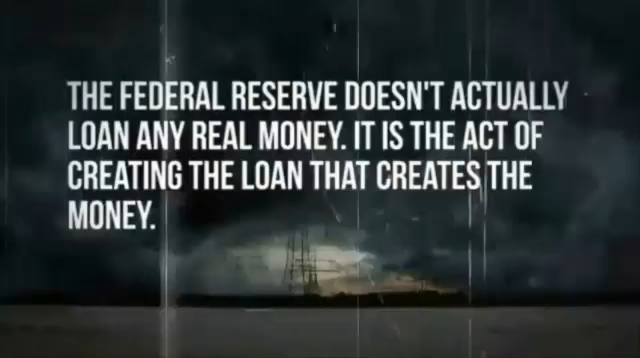 THE FEDERAL RESERVE DOESN'T ACTUALLY
LOAN ANY REAL MONEY. IT IS THE ACT OF
CREATING THE LOAN THAT CREATES THE
MONEY.